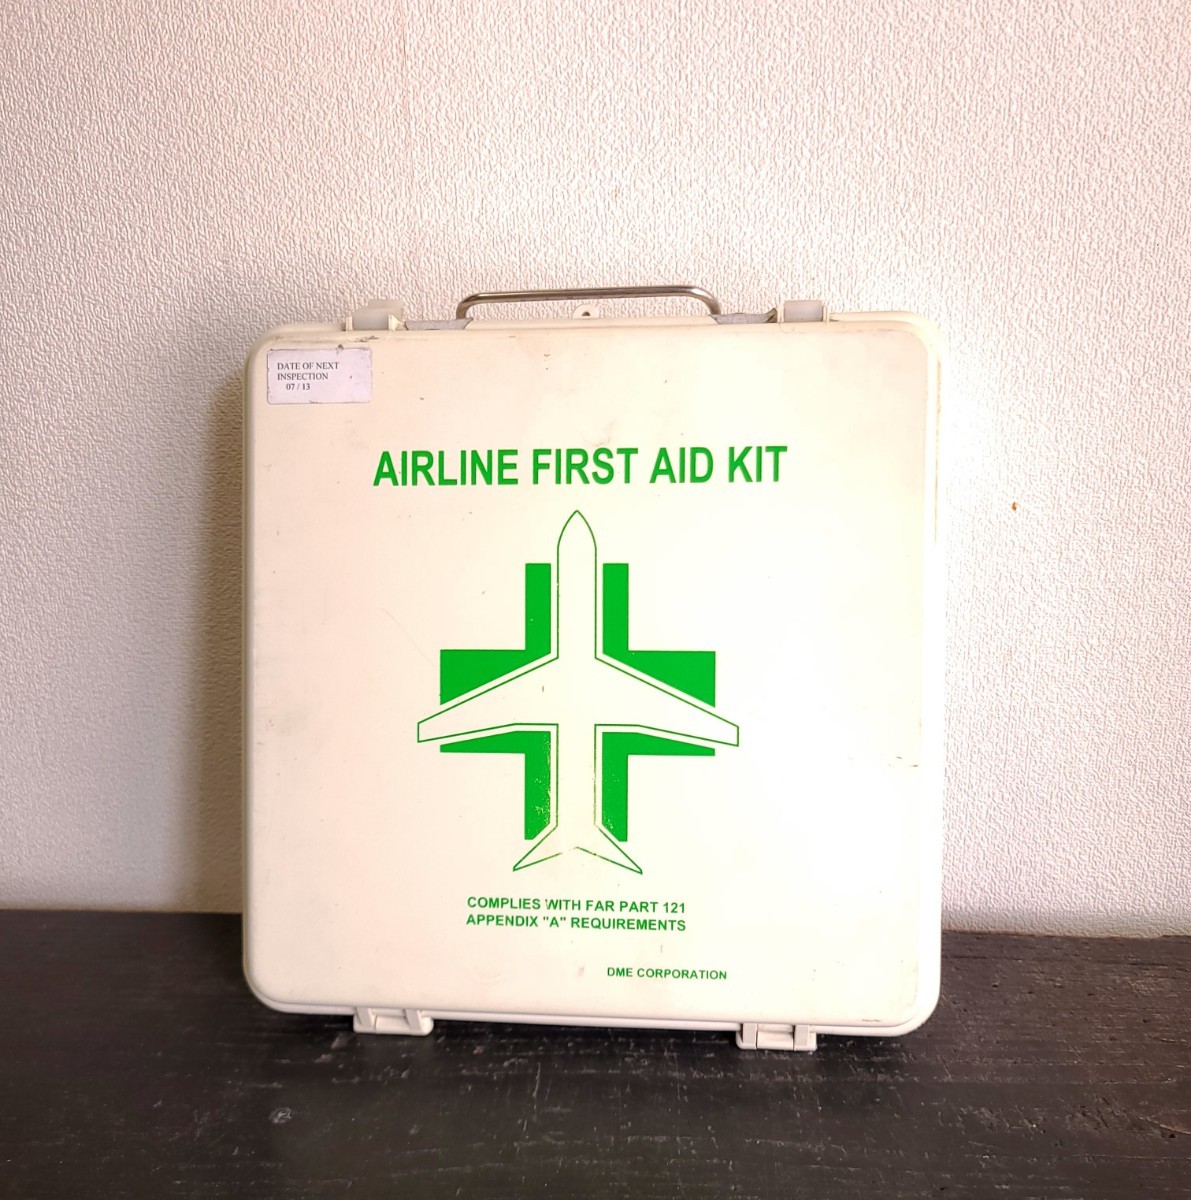 DATE OF NEXT
INSPECTION
07 / 13
AIRLINE FIRST AID KIT
COMPLIES WITH FAR PART 121
APPENDIX "A" REQUIREMENTS
DME CORPORATION